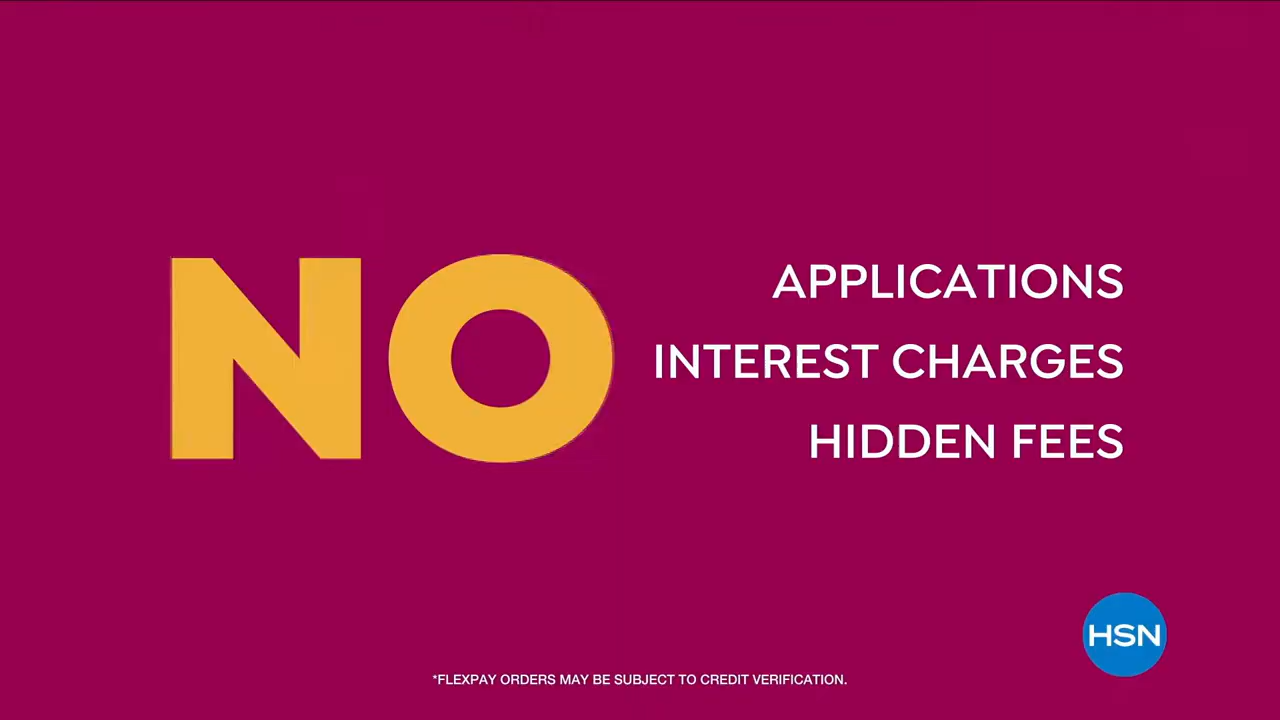 NO
APPLICATIONS
INTEREST CHARGES
HIDDEN FEES
HSN
*FLEXPAY ORDERS MAY BE SUBJECT TO CREDIT VERIFICATION.